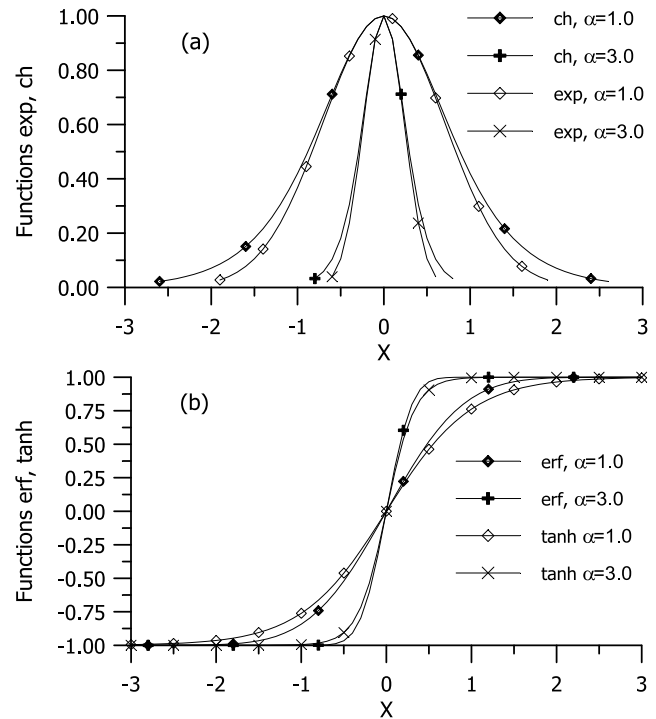 (a)
ch, α=1.0
ch, α=3.0
exp, α=1.0
exp, α=3.0
Functions exp, ch
1.00
0.80
0.60
0.40
0.20
0.00
-3 -2 -1 0 1 2 3
X
(b)
erf, α=1.0
erf, α=3.0
tanh α=1.0
tanh α=3.0
Functions erf, tanh
1.00
0.75
0.50
0.25
0.00
-0.25
-0.50
-0.75
-1.00
-3 -2 -1 0 1 2 3
X